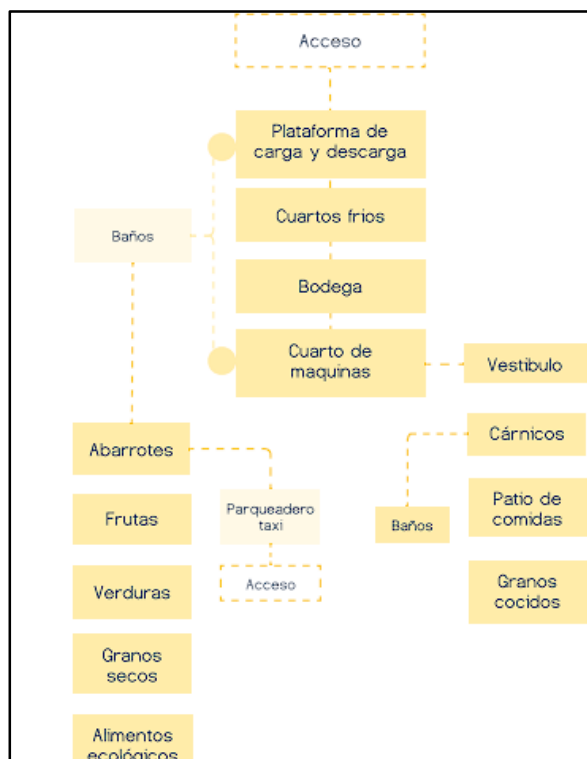 Acceso
Plataforma de
carga y descarga
Cuartos frios
Baños
Bodega
Cuarto de
maquinas
Vestibulo
Abarrotes
Cárnicos
Frutas
Parqueadero
taxi
Baños
Patio de
comidas
Verduras
Acceso
Granos
cocidos
Granos
secos
Alimentos
ecológicos